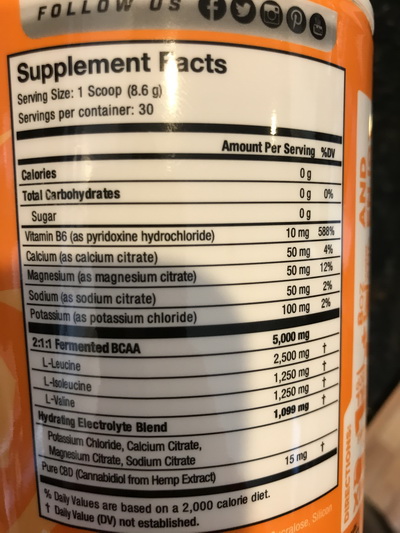 FOLLOW US
Supplement Facts
Serving Size: 1 Scoop (8.6 g)
Servings per container: 30
Amount Per Serving %DV
Calories 0 g
Total Carbohydrates 0 g 0%
Sugar 0 g
Vitamin B6 (as pyridoxine hydrochloride) 10 mg 588%
Calcium (as calcium citrate) 50 mg 4%
Magnesium (as magnesium citrate) 50 mg 12%
Sodium (as sodium citrate) 50 mg 2%
Potassium (as potassium chloride) 100 mg 2%
2:1:1 Fermented BCAA 5,000 mg
L-Leucine 2,500 mg †
L-Isoleucine 1,250 mg †
L-Valine 1,250 mg †
Hydrating Electrolyte Blend 1,099 mg
Potassium Chloride, Calcium Citrate,
Magnesium Citrate, Sodium Citrate †
Pure CBD (Cannabidiol from Hemp Extract) 15 mg †
% Daily Values are based on a 2,000 calorie diet.
† Daily Value (DV) not established.
Sucralose, Silicon
DIRECTIONS
AND